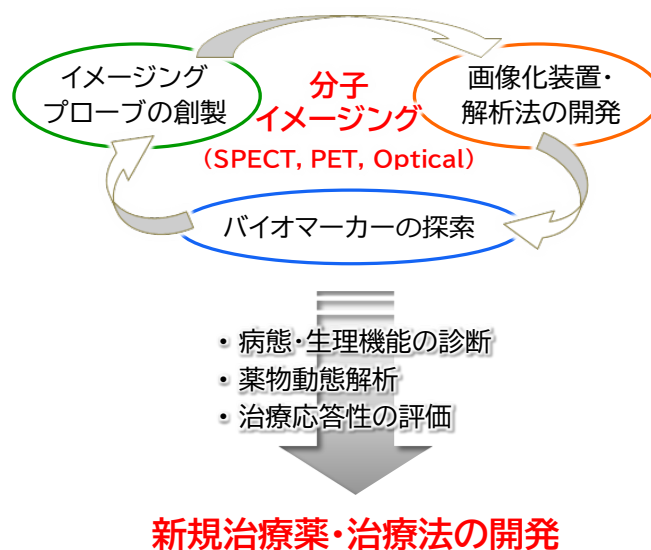 イメージング
プローブの創製
分子
イメージング
(SPECT, PET, Optical)
画像化装置・
解析法の開発
バイオマーカーの探索
・病態・生理機能の診断
・薬物動態解析
・治療応答性の評価
新規治療薬・治療法の開発